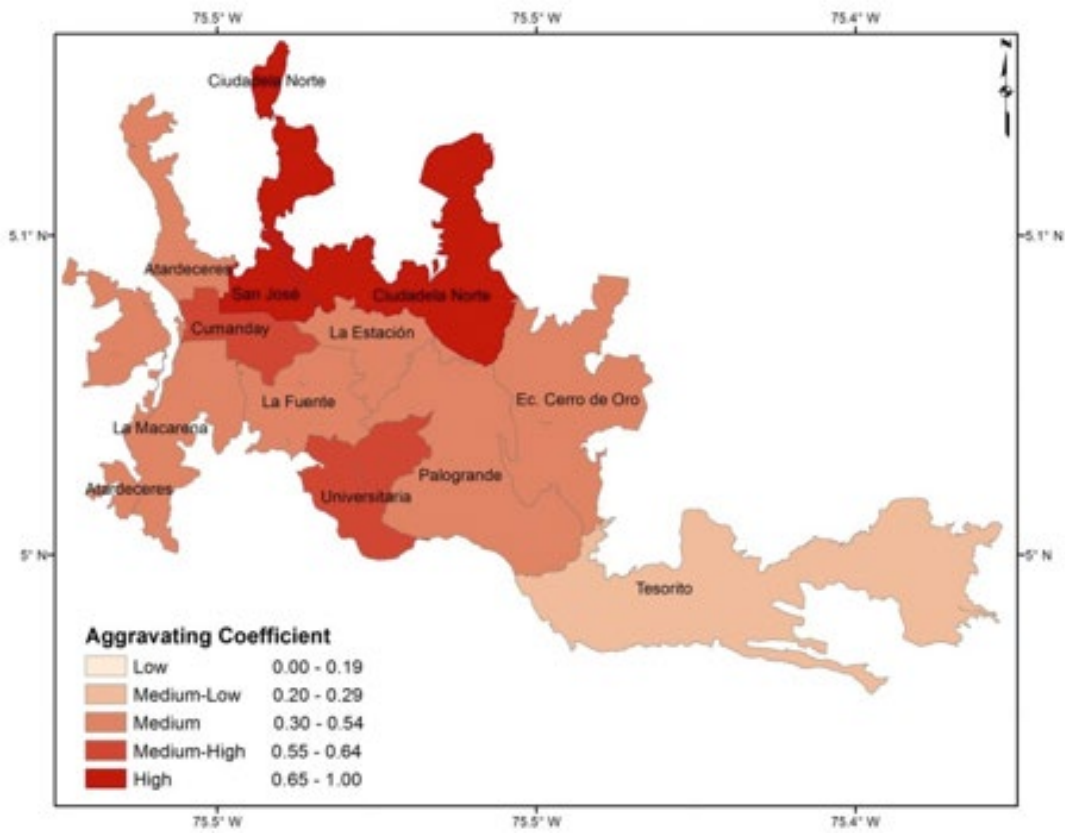 75.5° W 75.5° W 75.4° W
N
Ciudadela Norte
5.1° N 5.1° N
Atardeceres
San José Ciudadela Norte
Cumanday La Estación
La Fuente Ec. Cerro de Oro
La Macarena
Palogrande
Atardeceres Universitaria
5° N 5° N
Tesorito
Aggravating Coefficient
Low 0.00 - 0.19
Medium-Low 0.20 - 0.29
Medium 0.30 - 0.54
Medium-High 0.55 - 0.64
High 0.65 - 1.00
75.5° W 75.5° W 75.4° W